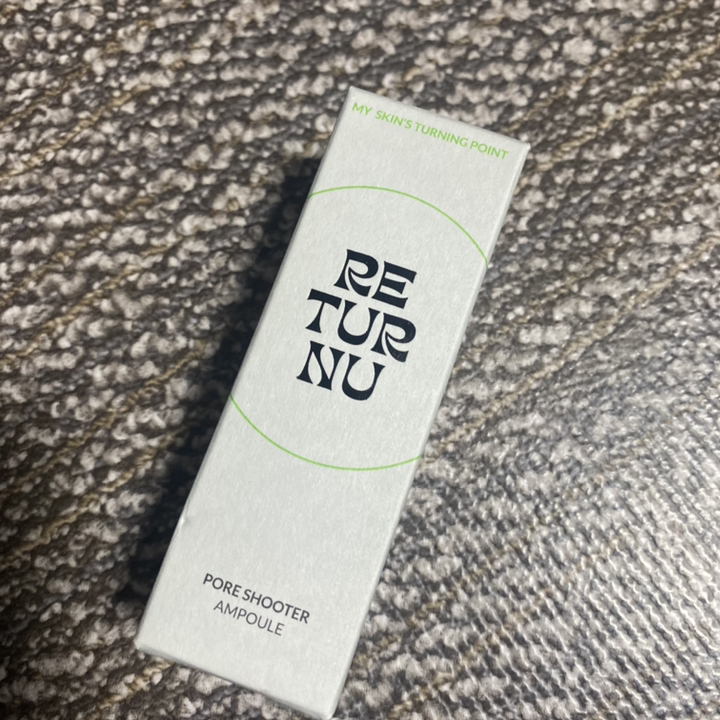 MY SKIN'S TURNING POINT
RE
TUR
NU
PORE SHOOTER
AMPOULE